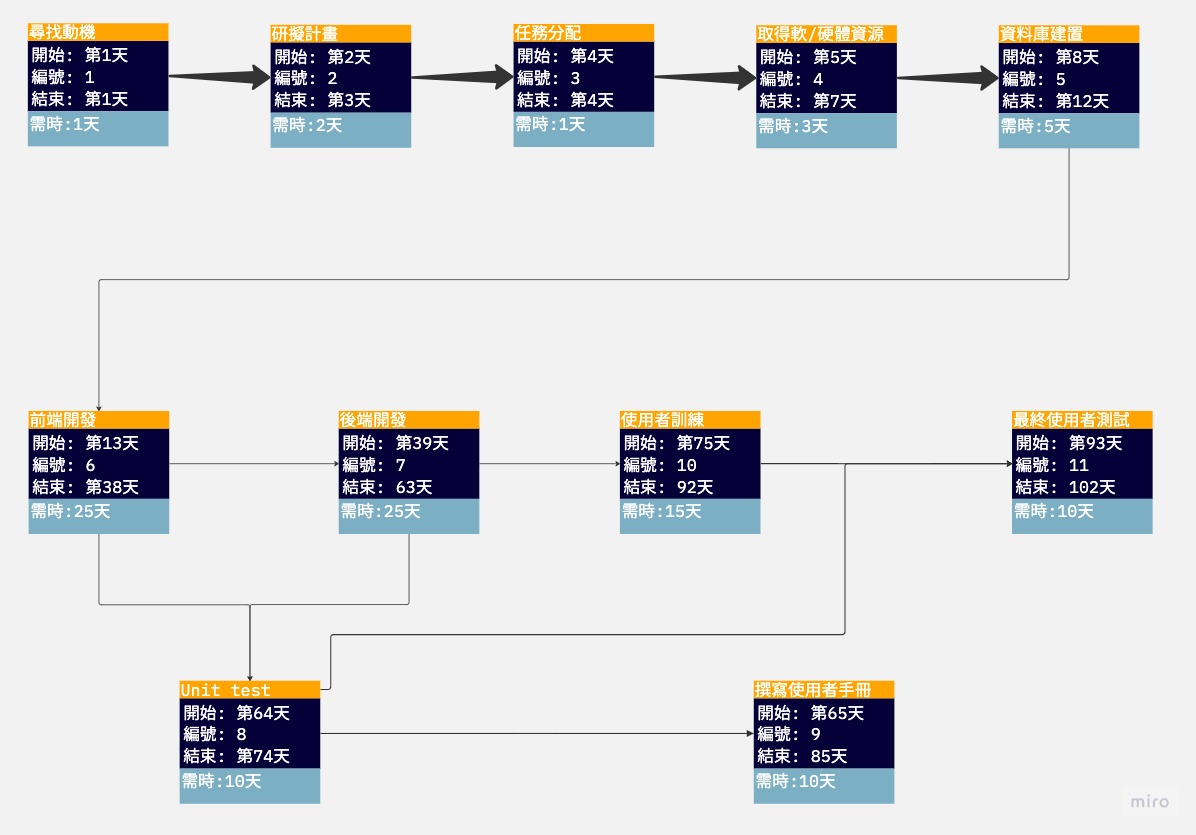 尋找動機
開始: 第1天
編號: 1
結束: 第1天
需時:1天
研擬計畫
開始: 第2天
編號: 2
結束: 第3天
需時:2天
任務分配
開始: 第4天
編號: 3
結束: 第4天
需時:1天
取得軟/硬體資源
開始: 第5天
編號: 4
結束: 第7天
需時:3天
資料庫建置
開始: 第8天
編號: 5
結束: 第12天
需時:5天
前端開發
開始: 第13天
編號: 6
結束: 第38天
需時:25天
後端開發
開始: 第39天
編號: 7
結束: 63天
需時:25天
使用者訓練
開始: 第75天
編號: 10
結束: 92天
需時:15天
最終使用者測試
開始: 第93天
編號: 11
結束: 102天
需時:10天
Unit test
開始: 第64天
編號: 8
結束: 第74天
需時:10天
撰寫使用者手冊
開始: 第65天
編號: 9
結束: 85天
需時:10天
miro